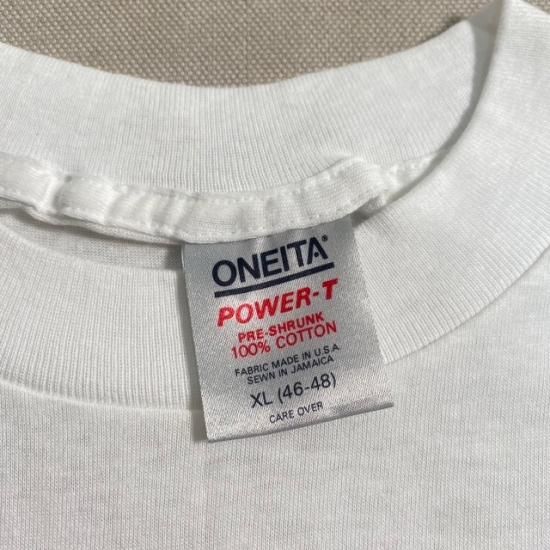 ONEITA®
POWER-T
PRE-SHRUNK
100% COTTON
FABRIC MADE IN U.S.A.
SEWN IN JAMAICA
XL (46-48)
CARE OVER